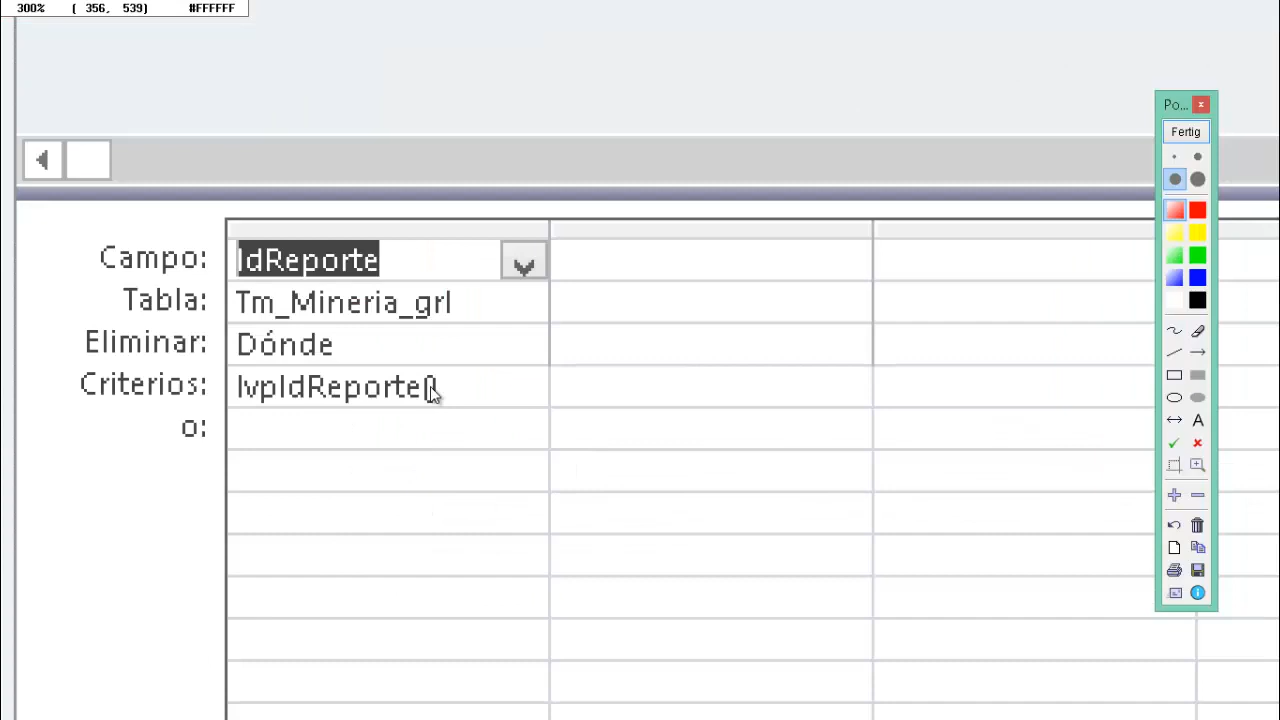 300% ( 356, 539) #FFFFFF
Po...
Fertig
Campo: IdReporte
Tabla: Tm_Mineria_grl
Eliminar: Dónde
Criterios: lvpIdReporte()
o:
A